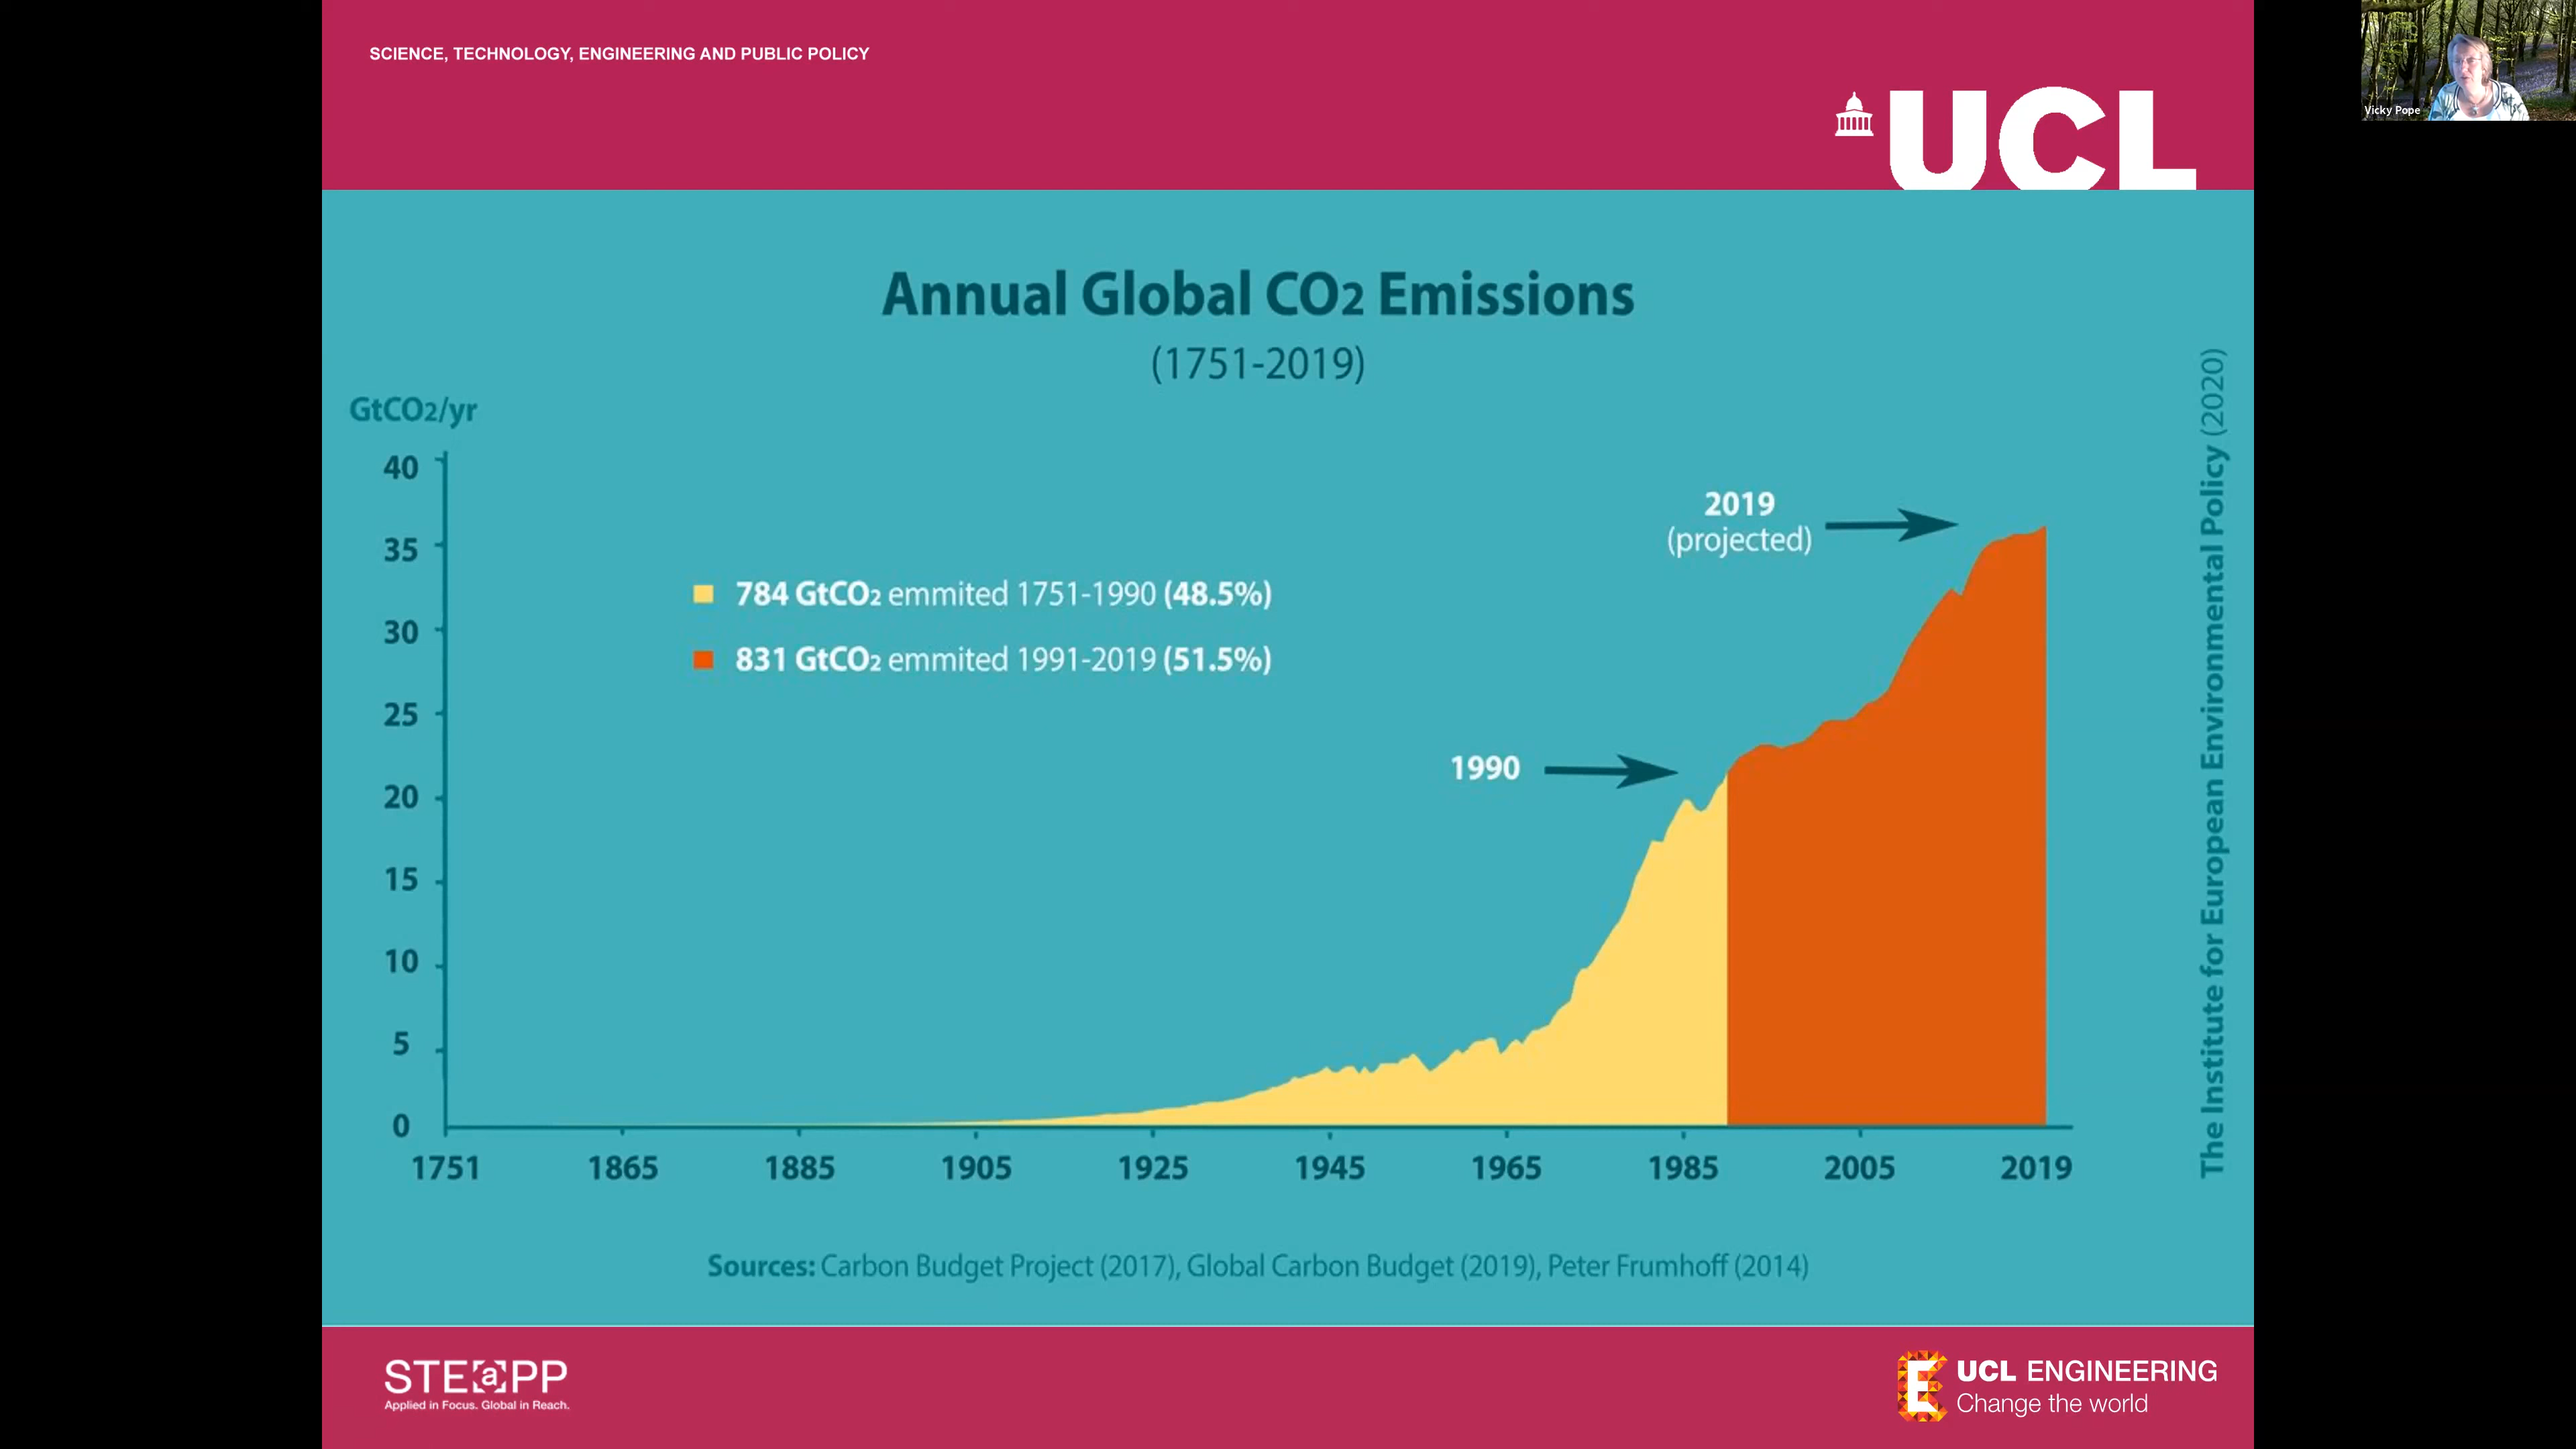 SCIENCE, TECHNOLOGY, ENGINEERING AND PUBLIC POLICY
UCL
Vicky Pope
Annual Global CO2 Emissions
(1751-2019)
GtCO2/yr
40
35
30
25
20
15
10
5
0
784 GtCO2 emmited 1751-1990 (48.5%)
831 GtCO2 emmited 1991-2019 (51.5%)
2019
(projected)
1990
1751 1865 1885 1905 1925 1945 1965 1985 2005 2019
The Institute for European Environmental Policy (2020)
Sources: Carbon Budget Project (2017), Global Carbon Budget (2019), Peter Frumhoff (2014)
STEaPP
Applied in Focus. Global in Reach.
UCL ENGINEERING
Change the world